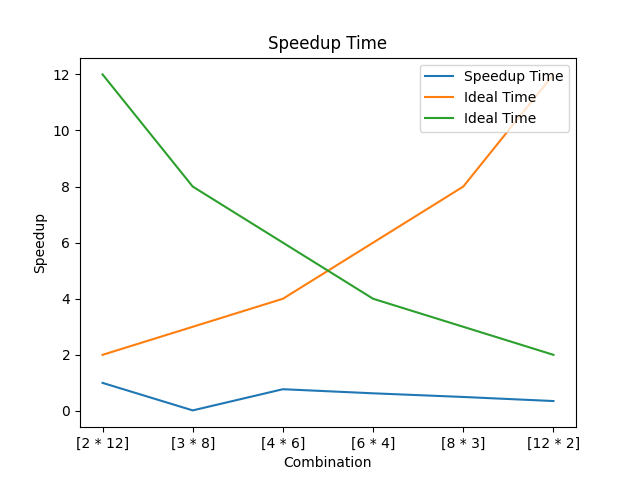 Speedup Time
Speedup Time
Ideal Time
Ideal Time
12
10
8
6
4
2
0
Speedup
[2 * 12] [3 * 8] [4 * 6] [6 * 4] [8 * 3] [12 * 2]
Combination